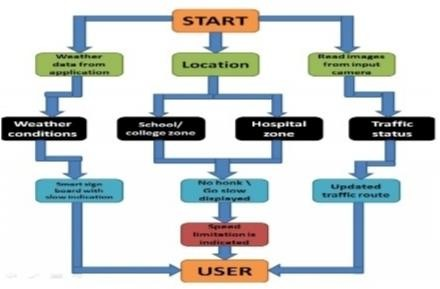 START
Weather
data from
application
Location
Read images
from input
camera
Weather
conditions
School/
college zone
Hospital
zone
Traffic
status
Smart sign
board with
slow indication
No honk \
Go slow
displayed
Updated
traffic route
Speed
limitation is
indicated
USER